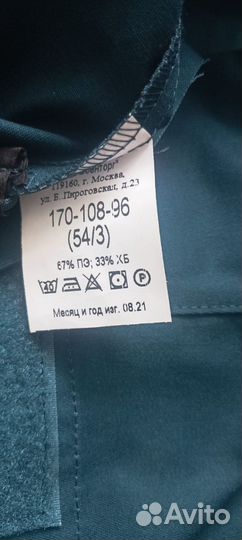 119160, г. Москва,
ул. Б. Пироговская, д.23
170-108-96
(54/3)
67% ПЭ; 33% ХБ
40
P
Месяц и год изг. 08.21
Avito